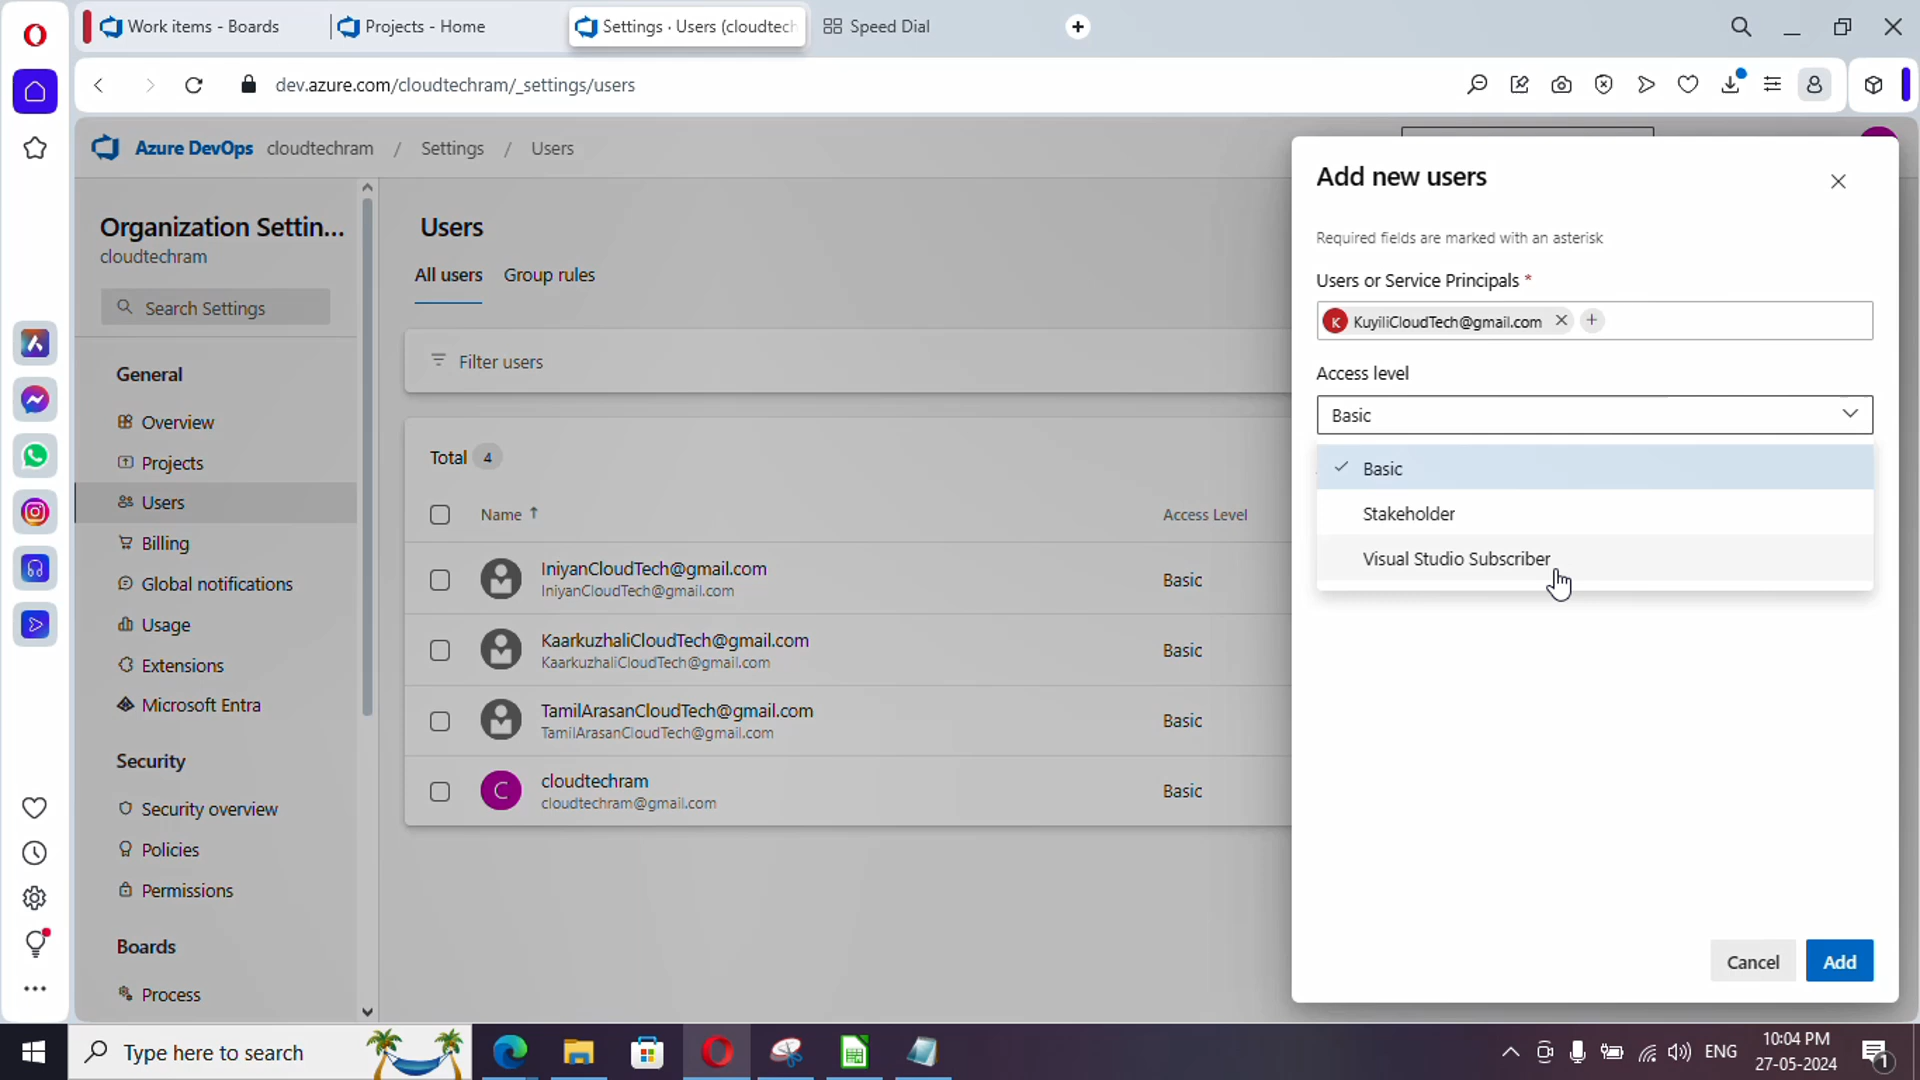 Work items - Boards
Projects - Home
Settings · Users (cloudtech
Speed Dial
dev.azure.com/cloudtechram/_settings/users
Azure DevOps cloudtechram / Settings / Users
Organization Settin...
cloudtechram
Search Settings
General
Overview
Projects
Users
Billing
Global notifications
Usage
Extensions
Microsoft Entra
Security
Security overview
Policies
Permissions
Boards
Process
Users
All users
Group rules
Filter users
Total 4
Name
Access Level
IniyanCloudTech@gmail.com
IniyanCloudTech@gmail.com
Basic
KaarkuzhaliCloudTech@gmail.com
KaarkuzhaliCloudTech@gmail.com
Basic
TamilArasanCloudTech@gmail.com
TamilArasanCloudTech@gmail.com
Basic
C
cloudtechram
cloudtechram@gmail.com
Basic
Add new users
Required fields are marked with an asterisk
Users or Service Principals *
K KuyiliCloudTech@gmail.com
Access level
Basic
Basic
Stakeholder
Visual Studio Subscriber
Cancel
Add
Type here to search
ENG
10:04 PM
27-05-2024
1